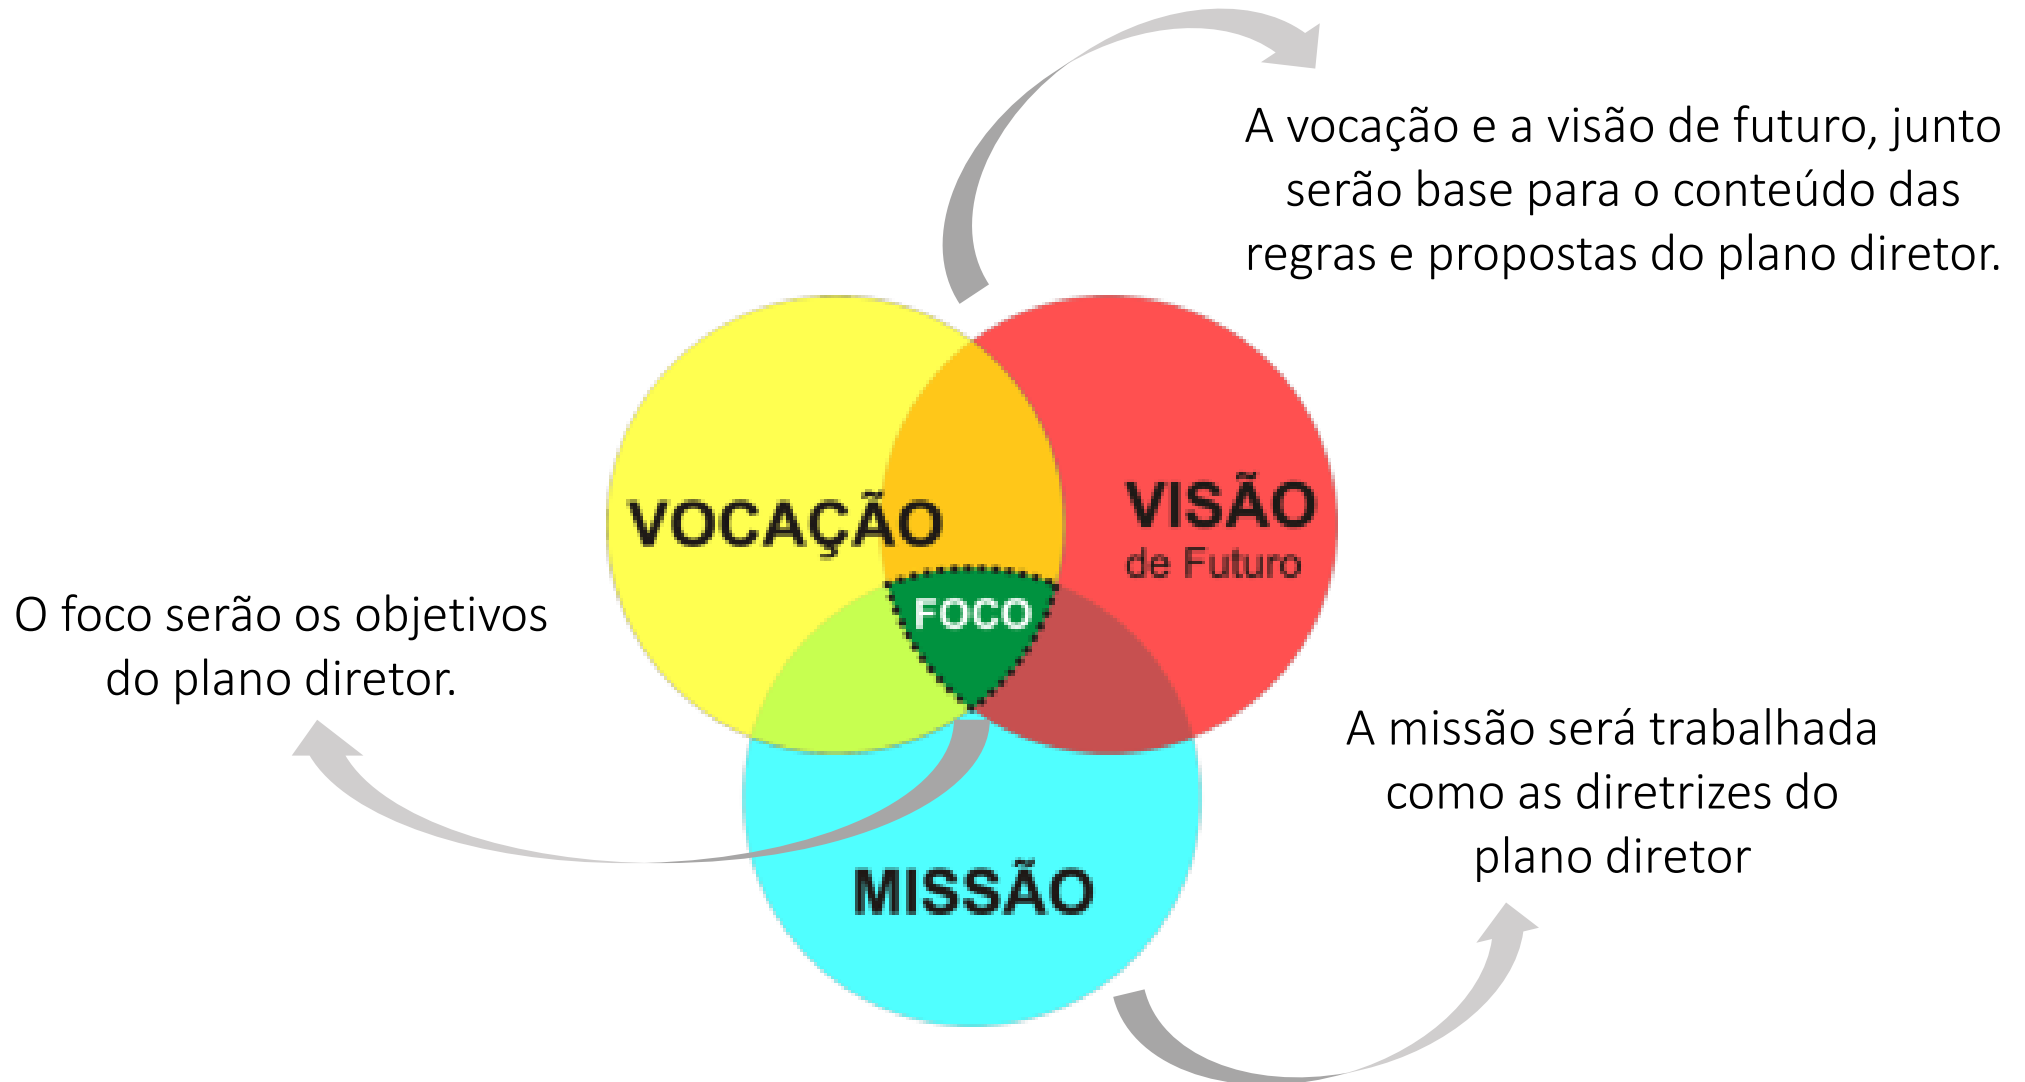 A vocação e a visão de futuro, junto
serão base para o conteúdo das
regras e propostas do plano diretor.
VOCAÇÃO
VISÃO
de Futuro
FOCO
O foco serão os objetivos
do plano diretor.
A missão será trabalhada
como as diretrizes do
plano diretor
MISSÃO